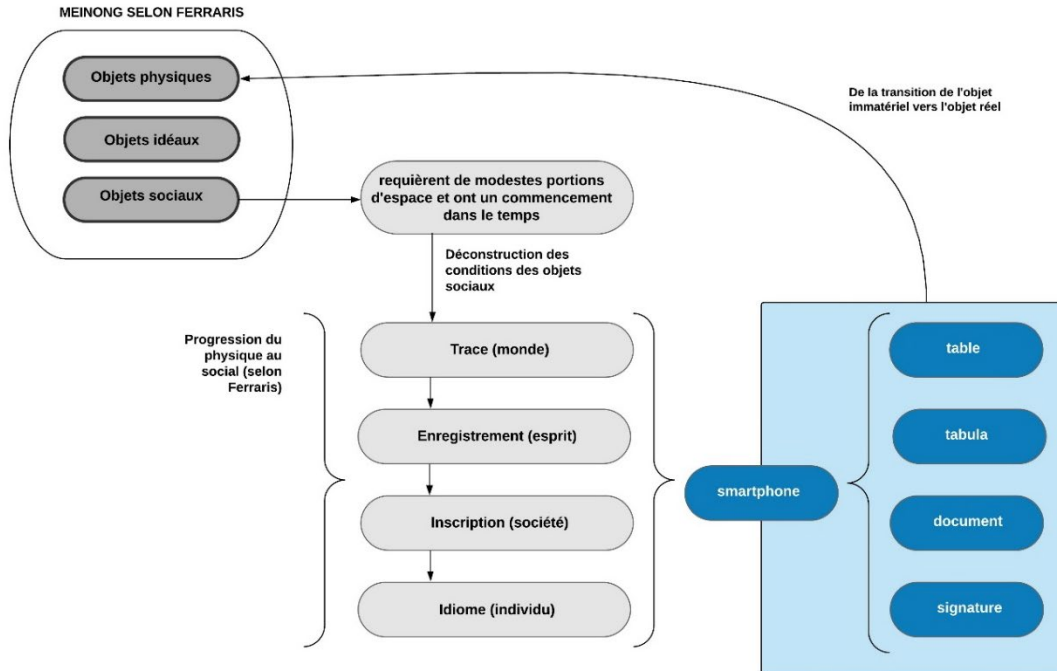 MEINONG SELON FERRARIS
Objets physiques
Objets idéaux
Objets sociaux
requièrent de modestes portions
d'espace et ont un commencement
dans le temps
De la transition de l'objet
immatériel vers l'objet réel
Déconstruction des
conditions des objets
sociaux
Progression du
physique au
social (selon
Ferraris)
Trace (monde)
Enregistrement (esprit)
Inscription (société)
Idiome (individu)
smartphone
table
tabula
document
signature